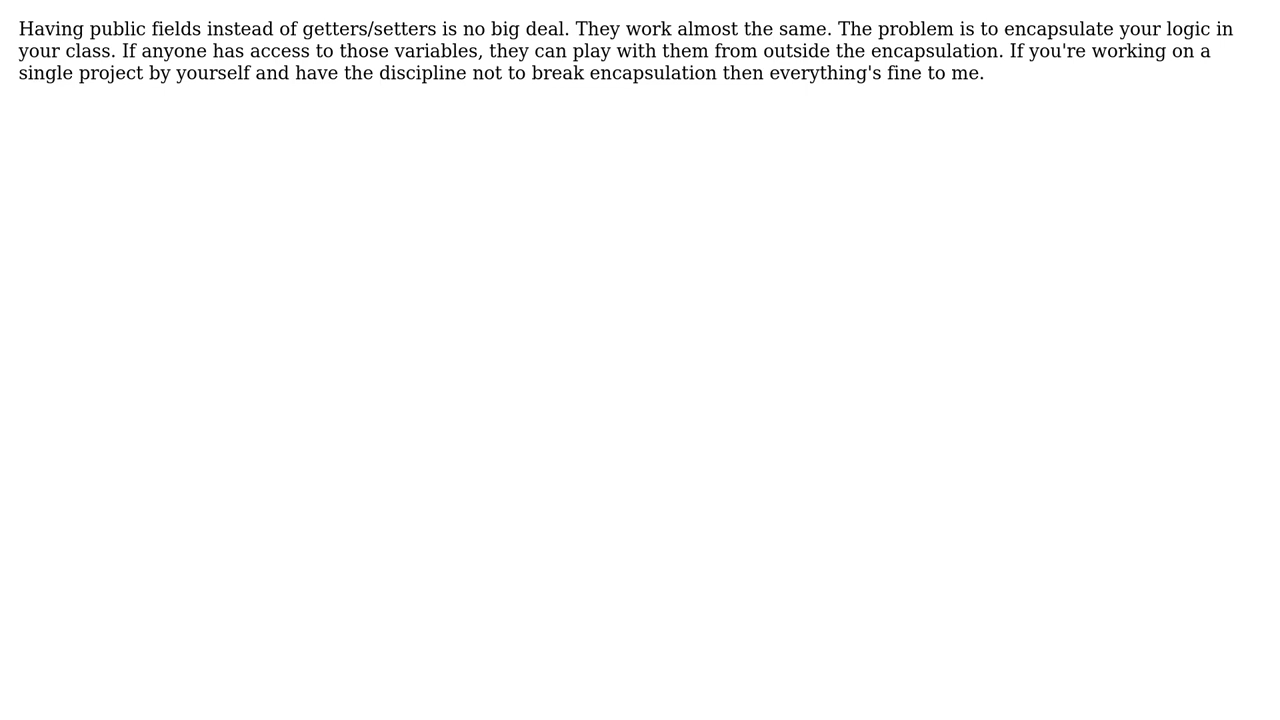 Having public fields instead of getters/setters is no big deal. They work almost the same. The problem is to encapsulate your logic in
your class. If anyone has access to those variables, they can play with them from outside the encapsulation. If you're working on a
single project by yourself and have the discipline not to break encapsulation then everything's fine to me.